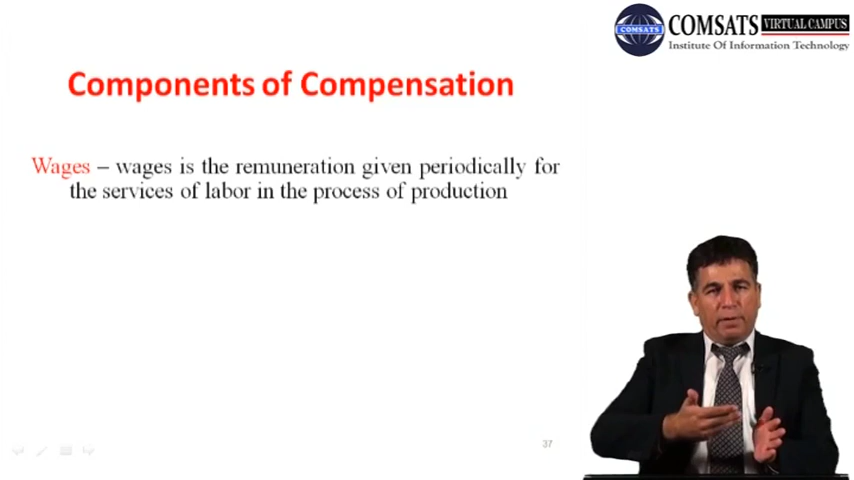 COMSATS VIRTUAL CAMPUS
COMSATS
Institute Of Information Technology
Components of Compensation
Wages – wages is the remuneration given periodically for
the services of labor in the process of production
37